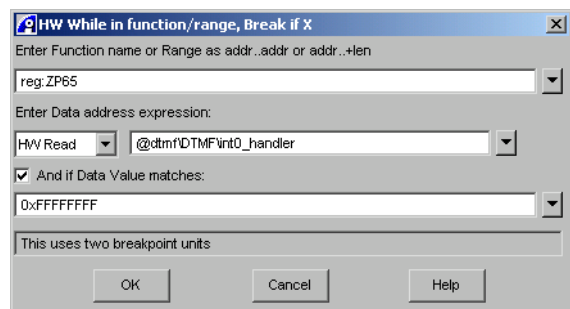 HW While in function/range, Break if X
Enter Function name or Range as addr..addr or addr..+len
reg:ZP65
Enter Data address expression:
HW Read @dtmf\DTMF\int0_handler
And if Data Value matches:
0xFFFFFFFF
This uses two breakpoint units
OK Cancel Help